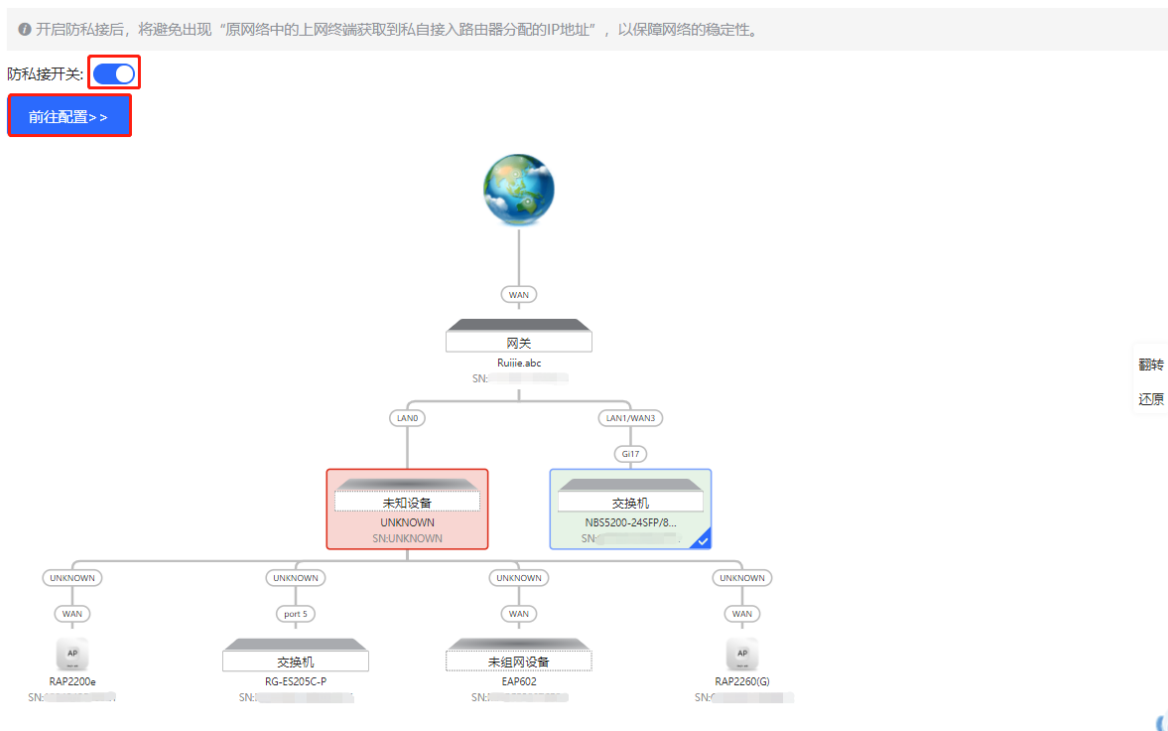 开启防私接后，将避免出现“原网络中的上网终端获取到私自接入路由器分配的IP地址”，以保障网络的稳定性。
防私接开关:
前往配置>>
WAN
网关
Ruijie.abc
SN:
翻转
还原
LAN0
LAN1/WAN3
Gi17
未知设备
交换机
UNKNOWN
NBS5200-24SFP/8...
SN:UNKNOWN
SN:
UNKNOWN
UNKNOWN
UNKNOWN
UNKNOWN
WAN
port 5
WAN
WAN
AP
AP
交换机
未组网设备
RAP2200e
RG-ES205C-P
EAP602
RAP2260(G)
SN:
SN:
SN:
SN: